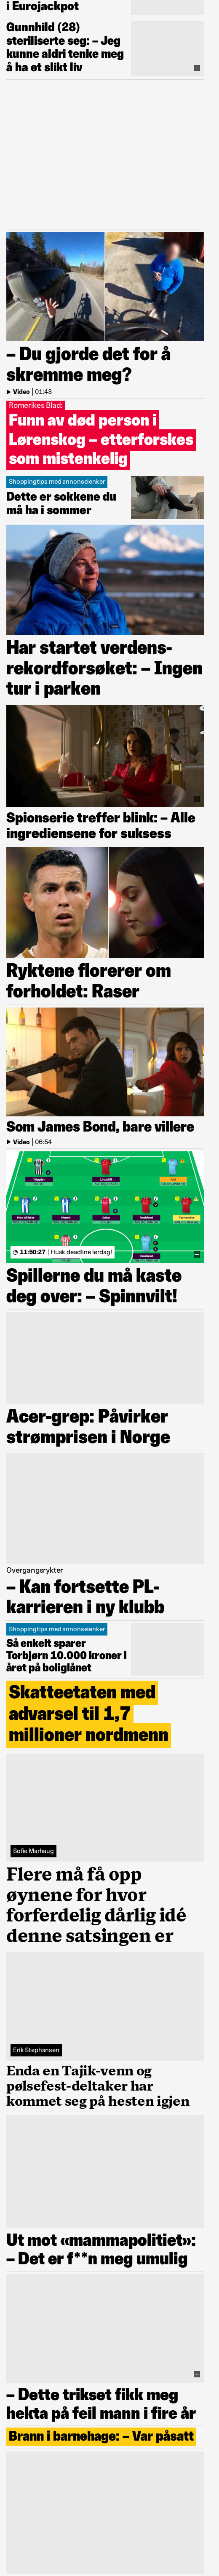 i Eurojackpot
Gunnhild (28)
steriliserte seg: – Jeg
kunne aldri tenke meg
å ha et slikt liv
– Du gjorde det for å
skremme meg?
Video | 01:43
Romerikes Blad:
Funn av død person i
Lørenskog – etterforskes
som mistenkelig
Shoppingtips med annonselenker
Dette er sokkene du
må ha i sommer
Har startet verdens-
rekordforsøket: – Ingen
tur i parken
Spionserie treffer blink: – Alle
ingrediensene for suksess
Ryktene florerer om
forholdet: Raser
Som James Bond, bare villere
Video | 06:54
11:50:27 | Husk deadline lørdag!
Spillerne du må kaste
deg over: – Spinnvilt!
Acer-grep: Påvirker
strømprisen i Norge
Overgangsrykter
– Kan fortsette PL-
karrieren i ny klubb
Shoppingtips med annonselenker
Så enkelt sparer
Torbjørn 10.000 kroner i
året på boliglånet
Skatteetaten med
advarsel til 1,7
millioner nordmenn
Sofie Marhaug
Flere må få opp
øynene for hvor
forferdelig dårlig idé
denne satsingen er
Erik Stephansen
Enda en Tajik-venn og
pølsefest-deltaker har
kommet seg på hesten igjen
Ut mot «mammapolitiet»:
– Det er f**n meg umulig
– Dette trikset fikk meg
hekta på feil mann i fire år
Brann i barnehage: – Var påsatt